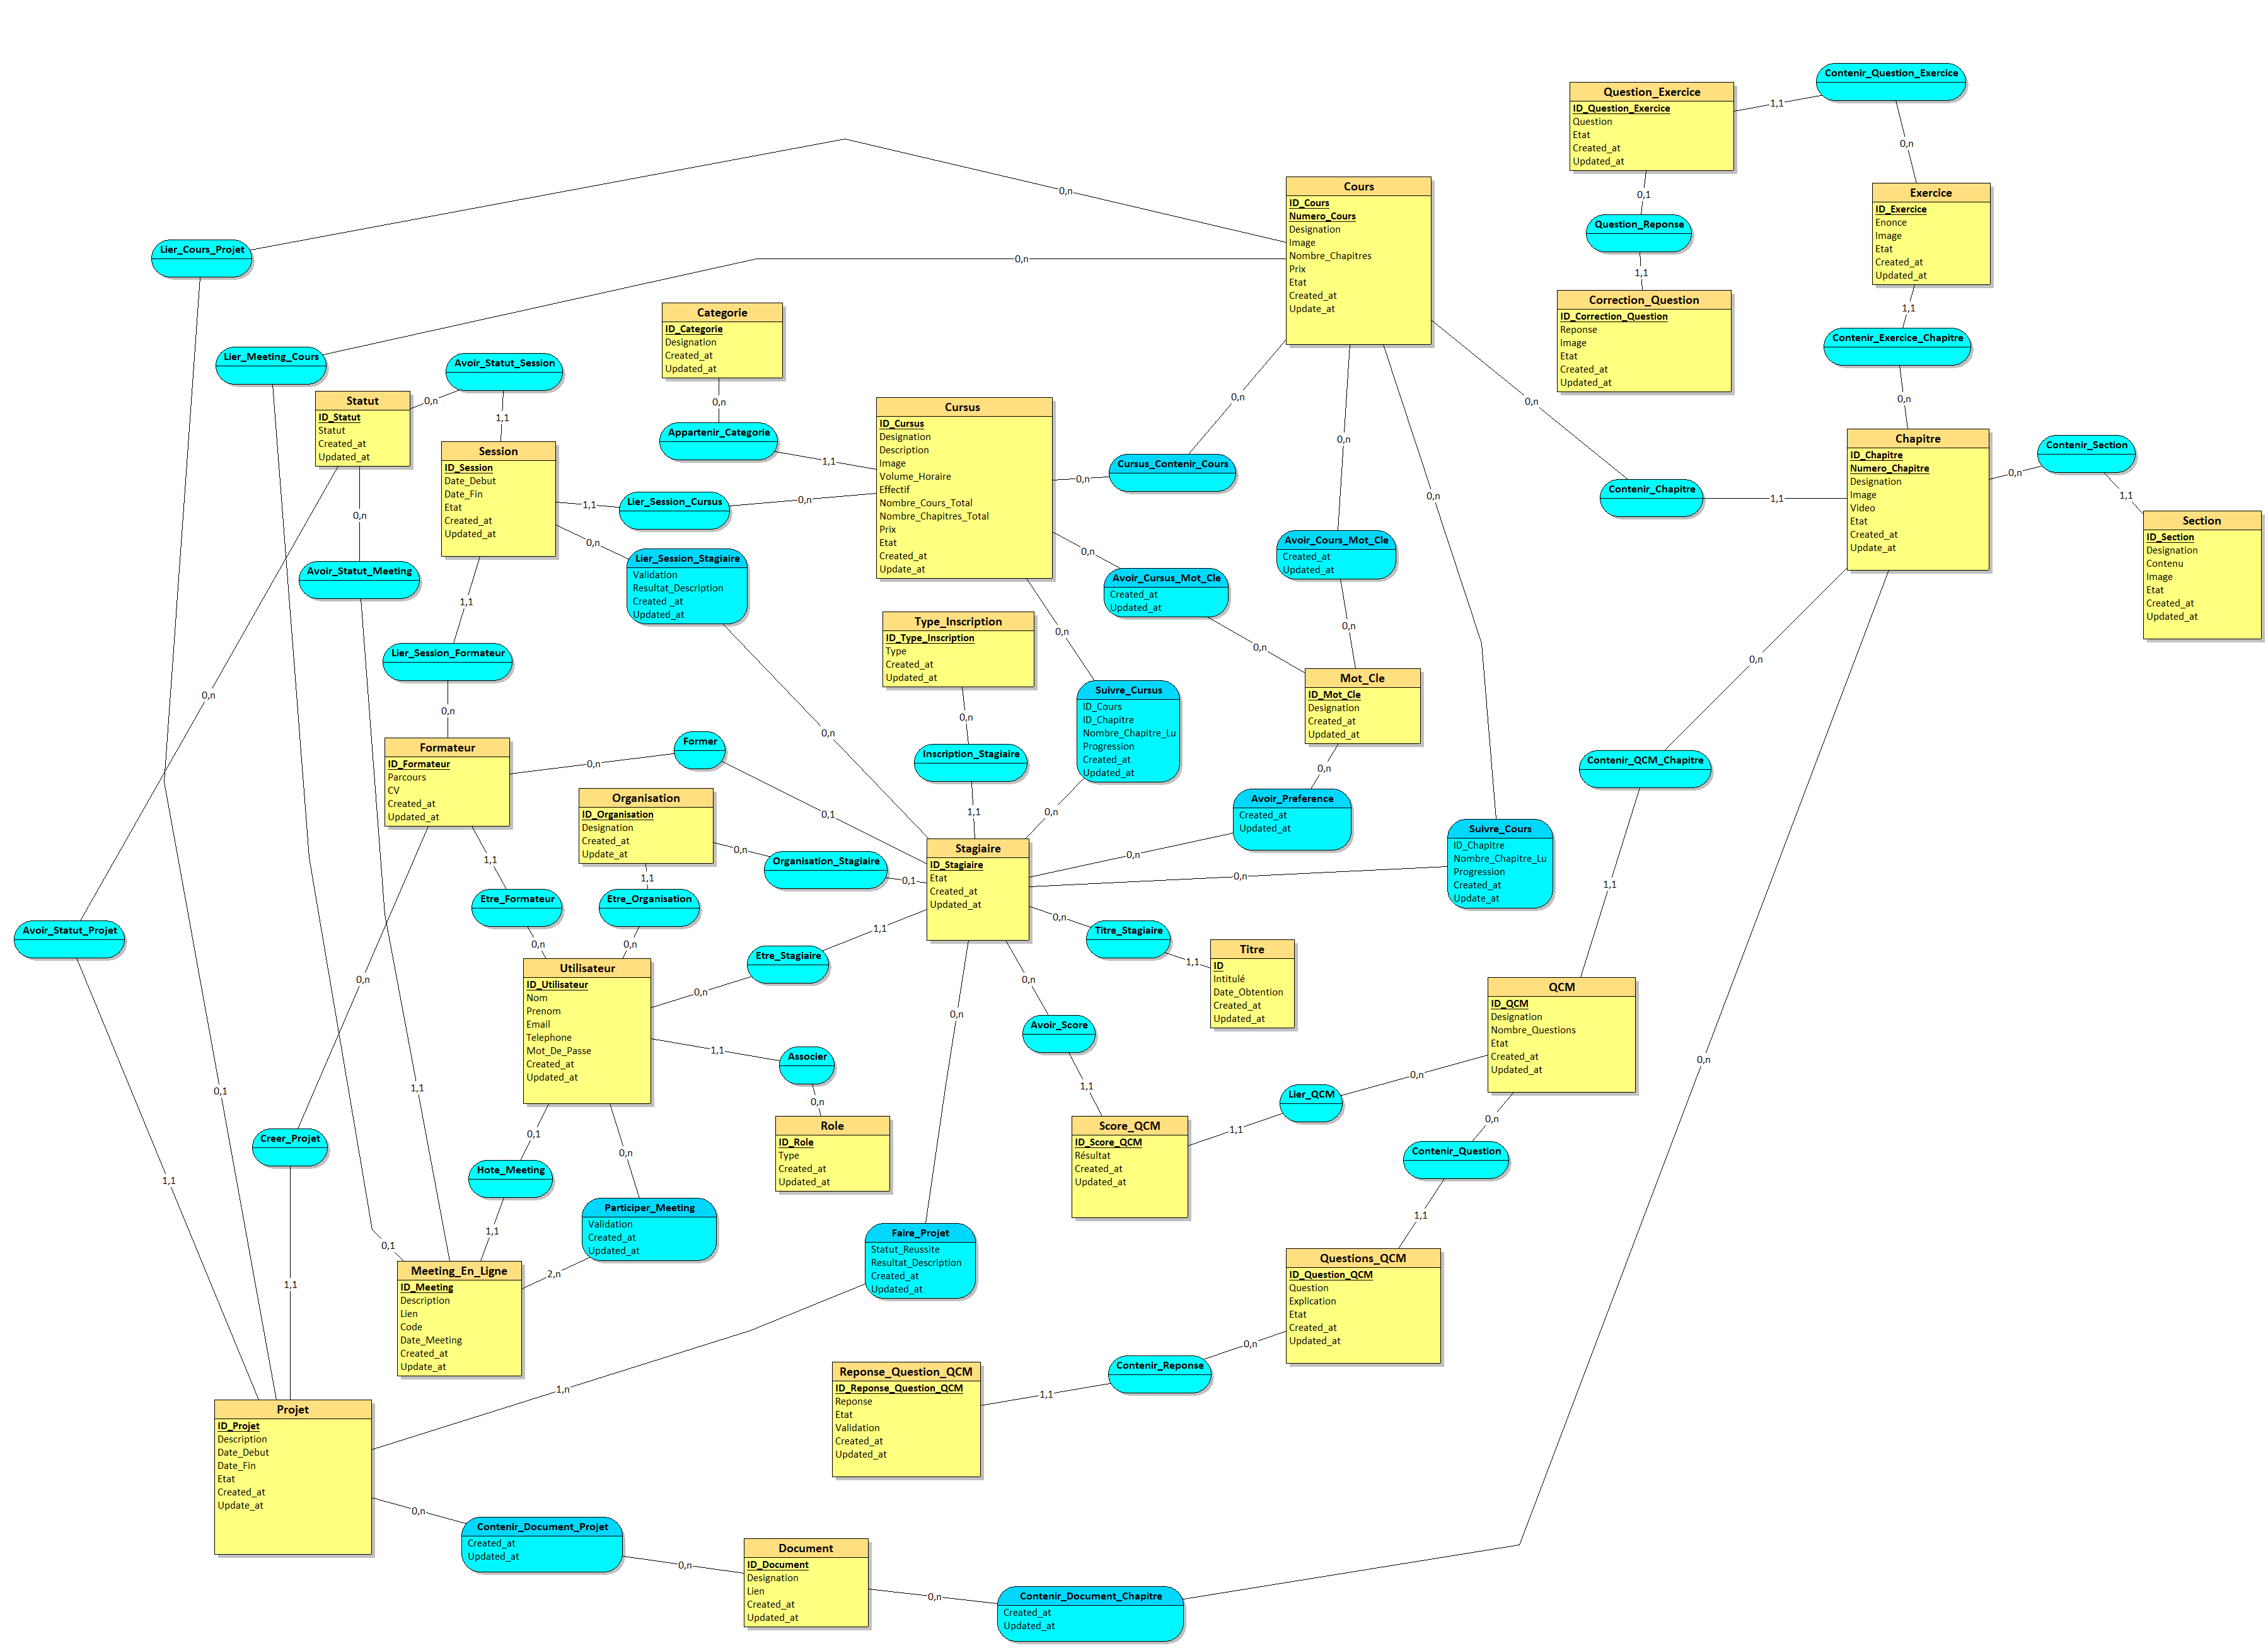 Contenir_Question_Exercice
Question_Exercice
ID_Question_Exercice
Question
Etat
Created_at
Updated_at
1,1
0,n
Exercice
ID_Exercice
Enonce
Image
Etat
Created_at
Updated_at
0,1
Question_Reponse
1,1
Correction_Question
ID_Correction_Question
Reponse
Image
Etat
Created_at
Updated_at
1,1
Contenir_Exercice_Chapitre
0,n
Cours
ID_Cours
Numero_Cours
Designation
Image
Nombre_Chapitres
Prix
Etat
Created_at
Update_at
0,n
0,n
Lier_Cours_Projet
Lier_Meeting_Cours
Categorie
ID_Categorie
Designation
Created_at
Updated_at
0,n
Appartenir_Categorie
1,1
Avoir_Statut_Session
0,n
1,1
Statut
ID_Statut
Statut
Created_at
Updated_at
Session
ID_Session
Date_Debut
Date_Fin
Etat
Created_at
Updated_at
1,1
Lier_Session_Cursus
0,n
Cursus
ID_Cursus
Designation
Description
Image
Volume_Horaire
Effectif
Nombre_Cours_Total
Nombre_Chapitres_Total
Prix
Etat
Created_at
Update_at
0,n
Cursus_Contenir_Cours
0,n
0,n
0,n
0,n
Contenir_Chapitre
1,1
Chapitre
ID_Chapitre
Numero_Chapitre
Designation
Image
Video
Etat
Created_at
Update_at
0,n
Contenir_Section
1,1
Section
ID_Section
Designation
Contenu
Image
Etat
Created_at
Updated_at
0,n
Avoir_Statut_Meeting
0,n
Lier_Session_Stagiaire
Validation
Resultat_Description
Created _at
Updated_at
1,1
Lier_Session_Formateur
0,n
0,n
Avoir_Cursus_Mot_Cle
Created_at
Updated_at
0,n
Avoir_Cours_Mot_Cle
Created_at
Updated_at
0,n
Type_Inscription
ID_Type_Inscription
Type
Created_at
Updated_at
0,n
Inscription_Stagiaire
1,1
0,n
Suivre_Cursus
ID_Cours
ID_Chapitre
Nombre_Chapitre_Lu
Progression
Created_at
Updated_at
0,n
Mot_Cle
ID_Mot_Cle
Designation
Created_at
Updated_at
0,n
Avoir_Preference
Created_at
Updated_at
0,n
0,n
Contenir_QCM_Chapitre
1,1
Suivre_Cours
ID_Chapitre
Nombre_Chapitre_Lu
Progression
Created_at
Update_at
0,n
0,n
0,n
Formateur
ID_Formateur
Parcours
CV
Created_at
Updated_at
0,n
Former
0,1
Organisation
ID_Organisation
Designation
Created_at
Update_at
0,n
Organisation_Stagiaire
0,1
Stagiaire
ID_Stagiaire
Etat
Created_at
Updated_at
1,1
Etre_Formateur
0,n
1,1
Etre_Organisation
0,n
Avoir_Statut_Projet
1,1
0,n
Etre_Stagiaire
0,n
1,1
0,n
Titre_Stagiaire
1,1
Titre
ID
Intitulé
Date_Obtention
Created_at
Updated_at
Utilisateur
ID_Utilisateur
Nom
Prenom
Email
Telephone
Mot_De_Passe
Created_at
Updated_at
1,1
Associer
0,n
Role
ID_Role
Type
Created_at
Updated_at
0,n
Avoir_Score
1,1
Score_QCM
ID_Score_QCM
Résultat
Created_at
Updated_at
1,1
Lier_QCM
0,n
QCM
ID_QCM
Designation
Nombre_Questions
Etat
Created_at
Updated_at
0,n
Contenir_Question
1,1
0,n
0,n
0,1
1,1
Creer_Projet
1,1
0,1
Hote_Meeting
1,1
0,n
Participer_Meeting
Validation
Created_at
Updated_at
2,n
0,1
Meeting_En_Ligne
ID_Meeting
Description
Lien
Code
Date_Meeting
Created_at
Update_at
Faire_Projet
Statut_Reussite
Resultat_Description
Created_at
Updated_at
1,n
Questions_QCM
ID_Question_QCM
Question
Explication
Etat
Created_at
Updated_at
0,n
Contenir_Reponse
1,1
Reponse_Question_QCM
ID_Reponse_Question_QCM
Reponse
Etat
Validation
Created_at
Updated_at
Projet
ID_Projet
Description
Date_Debut
Date_Fin
Etat
Created_at
Update_at
0,n
Contenir_Document_Projet
Created_at
Updated_at
0,n
Document
ID_Document
Designation
Lien
Created_at
Updated_at
0,n
Contenir_Document_Chapitre
Created_at
Updated_at